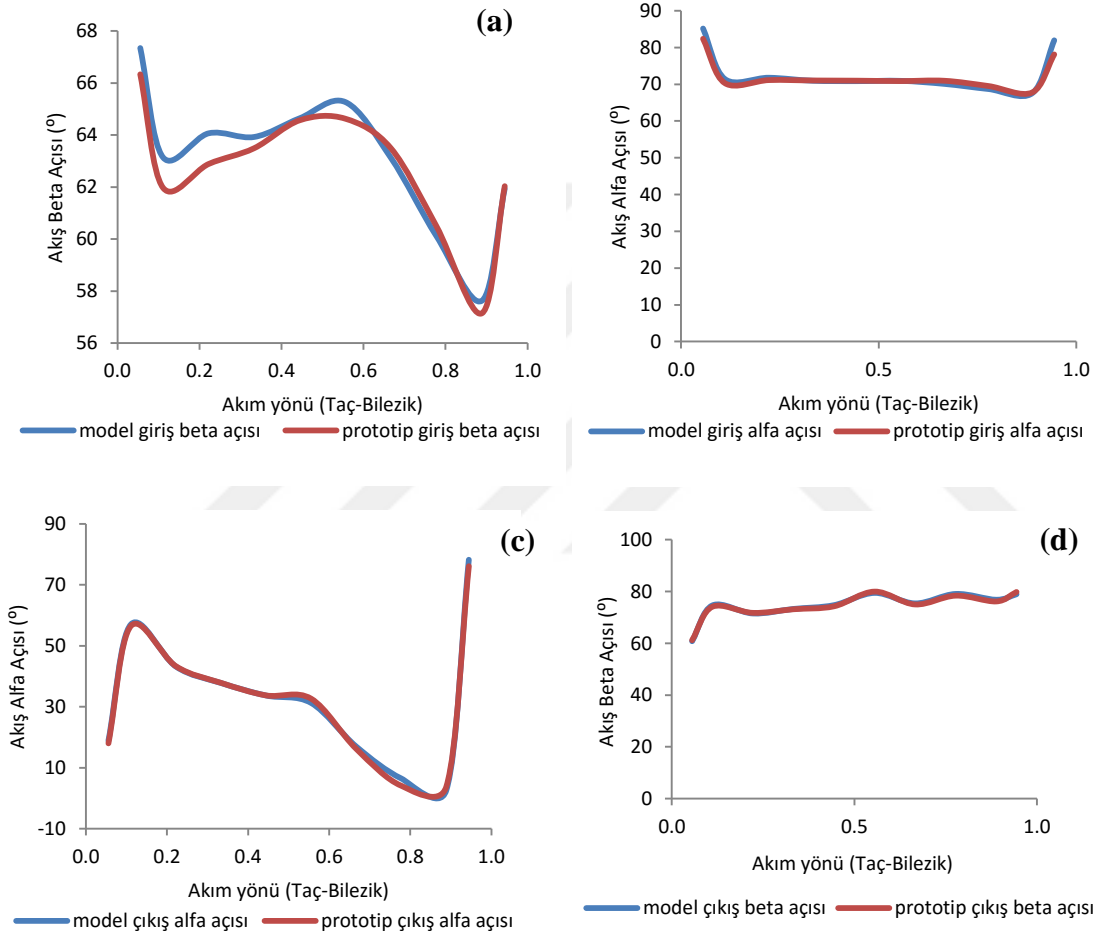 (a)
68
66
64
62
60
58
56
0.0 0.2 0.4 0.6 0.8 1.0
Akış Beta Açısı (⁰)
Akım yönü (Taç-Bilezik)
model giriş beta açısı prototip giriş beta açısı
90
80
70
60
50
40
30
20
10
0
0.0 0.5 1.0
Akış Alfa Açısı (⁰)
Akım yönü (Taç-Bilezik)
model giriş alfa açısı prototip giriş alfa açısı
(c)
90
70
50
30
10
-10
0.0 0.2 0.4 0.6 0.8 1.0
Akış Alfa Açısı (⁰)
Akım yönü (Taç-Bilezik)
model çıkış alfa açısı prototip çıkış alfa açısı
(d)
100
80
60
40
20
0
0.0 0.5 1.0
Akış Beta Açısı (⁰)
Akım yönü (Taç-Bilezik)
model çıkış beta açısı prototip çıkış beta açısı